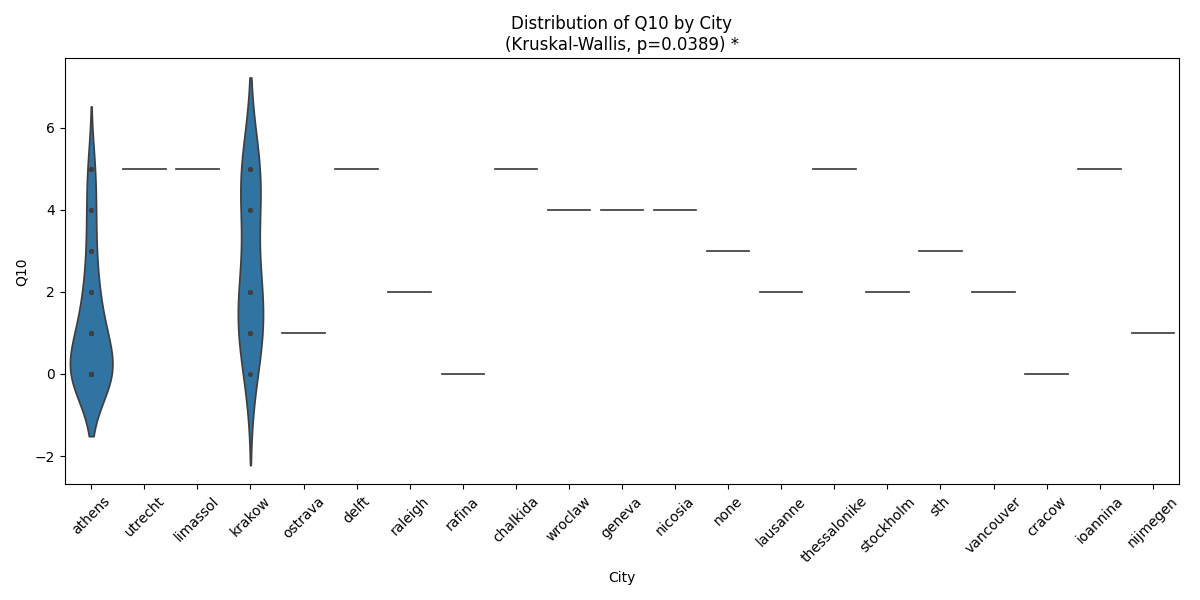 Distribution of Q10 by City
(Kruskal-Wallis, p=0.0389) *
Q10
6
4
2
0
−2
athens
utrecht
limassol
krakow
ostrava
delft
raleigh
rafina
chalkida
wroclaw
geneva
nicosia
none
lausanne
thessalonike
stockholm
sth
vancouver
cracow
ioannina
nijmegen
City